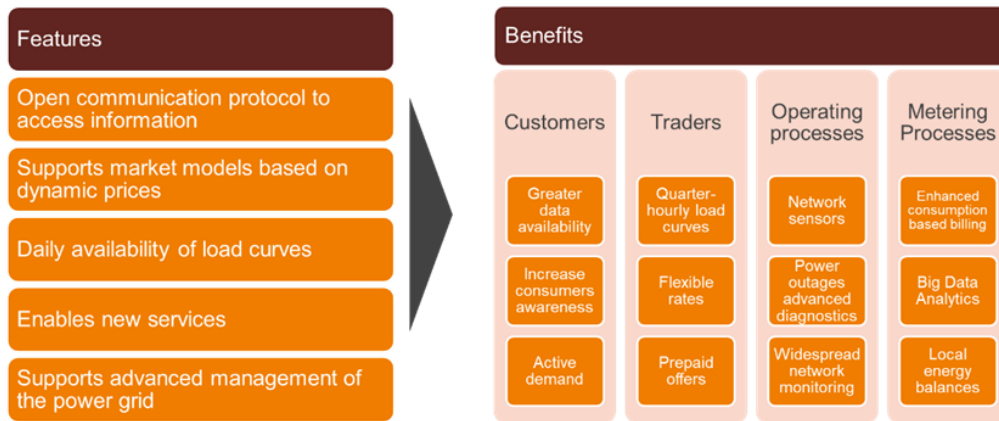 Features
Open communication protocol to
access information
Supports market models based on
dynamic prices
Daily availability of load curves
Enables new services
Supports advanced management of
the power grid
Benefits
Customers
Greater
data
availability
Increase
consumers
awareness
Active
demand
Traders
Quarter-
hourly load
curves
Flexible
rates
Prepaid
offers
Operating
processes
Network
sensors
Power
outages
advanced
diagnostics
Widespread
network
monitoring
Metering
Processes
Enhanced
consumption
based billing
Big Data
Analytics
Local
energy
balances